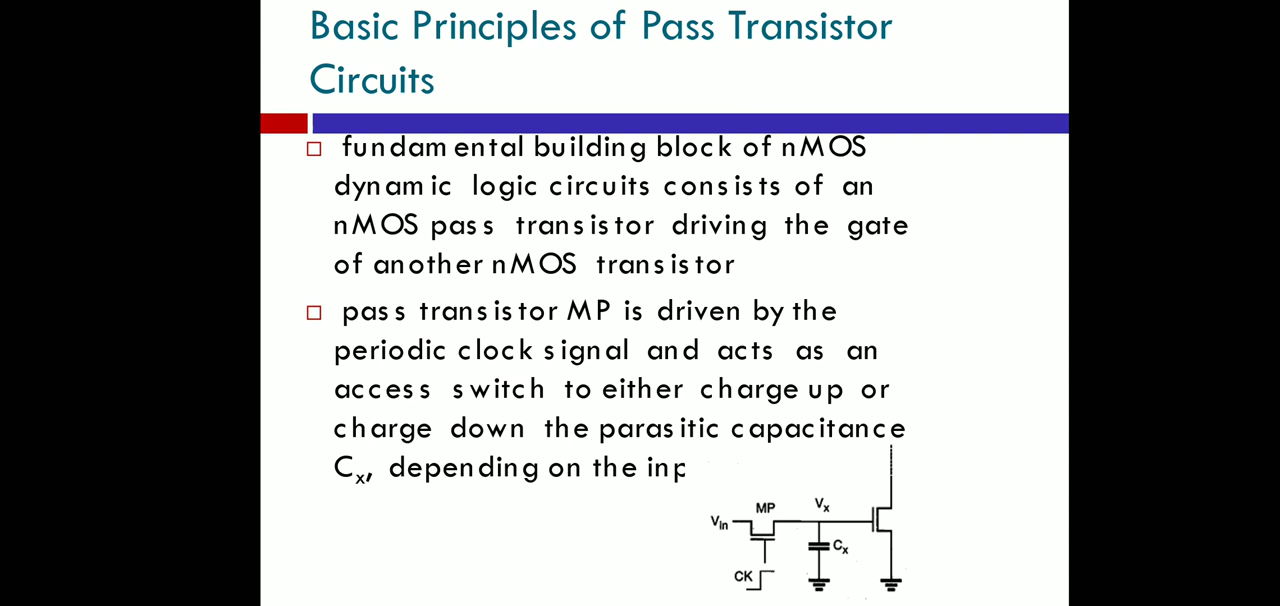 Basic Principles of Pass Transistor
Circuits
fundamental building block of nMOS
dynamic logic circuits consists of an
nMOS pass transistor driving the gate
of another nMOS transistor
pass transistor MP is driven by the
periodic clock signal and acts as an
access switch to either charge up or
charge down the parasitic capacitance
Cx, depending on the inp
MP
Vx
Vin
Cx
CK